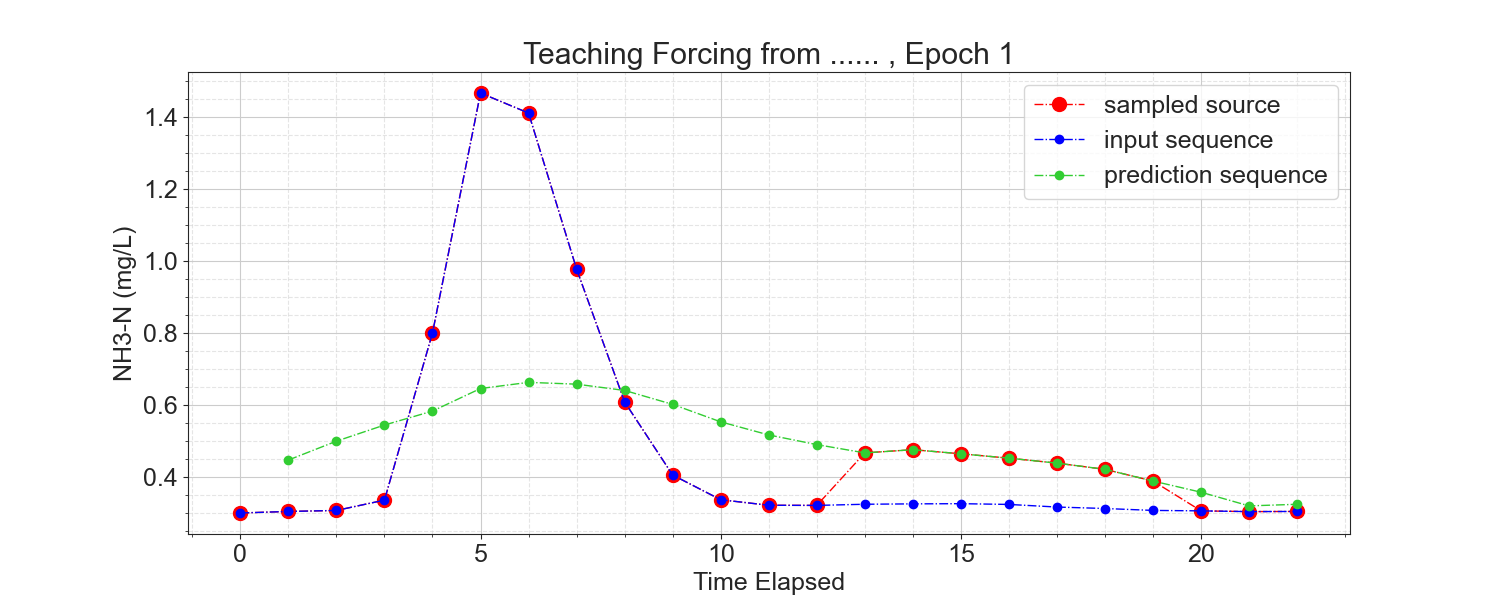 Teaching Forcing from ...... , Epoch 1
sampled source
input sequence
prediction sequence
NH3-N (mg/L)
1.4
1.2
1.0
0.8
0.6
0.4
0
5
10
15
20
Time Elapsed